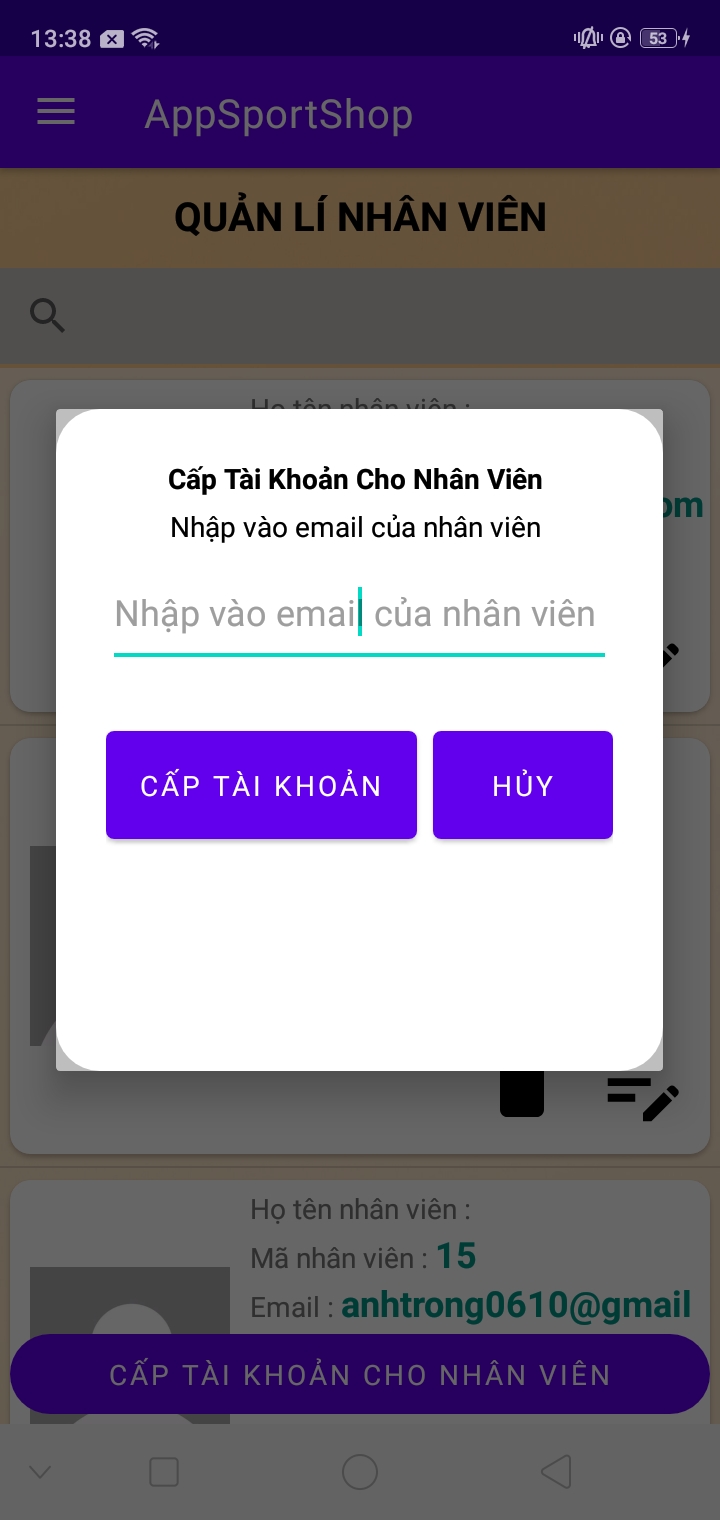 13:38
53
AppSportShop
QUẢN LÍ NHÂN VIÊN
Họ tên nhân viên :
om
Cấp Tài Khoản Cho Nhân Viên
Nhập vào email của nhân viên
Nhập vào email của nhân viên
CẤP TÀI KHOẢN HỦY
Họ tên nhân viên :
Mã nhân viên : 15
Email : anhtrong0610@gmail
CẤP TÀI KHOẢN CHO NHÂN VIÊN